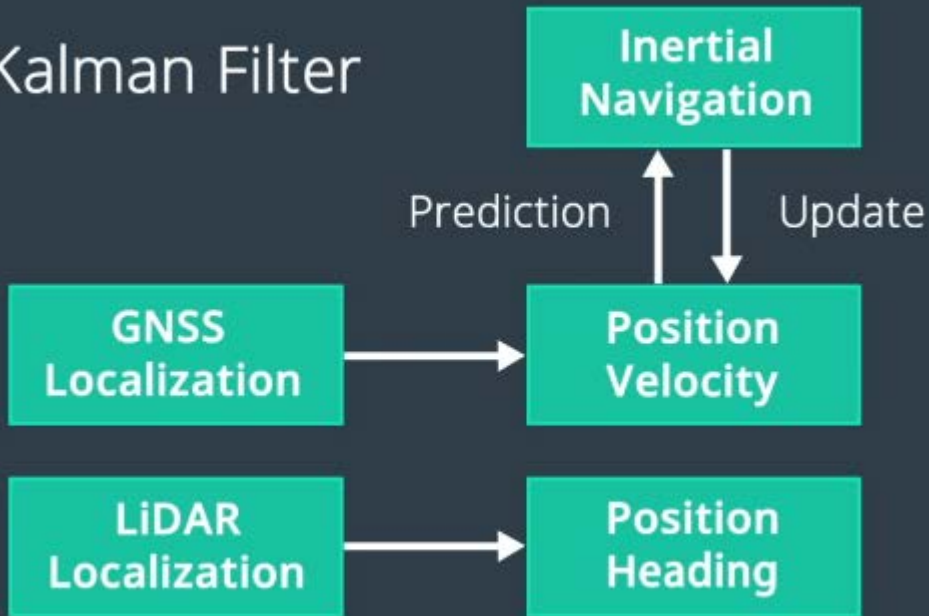 Kalman Filter
Inertial
Navigation
Prediction
Update
GNSS
Localization
Position
Velocity
LiDAR
Localization
Position
Heading